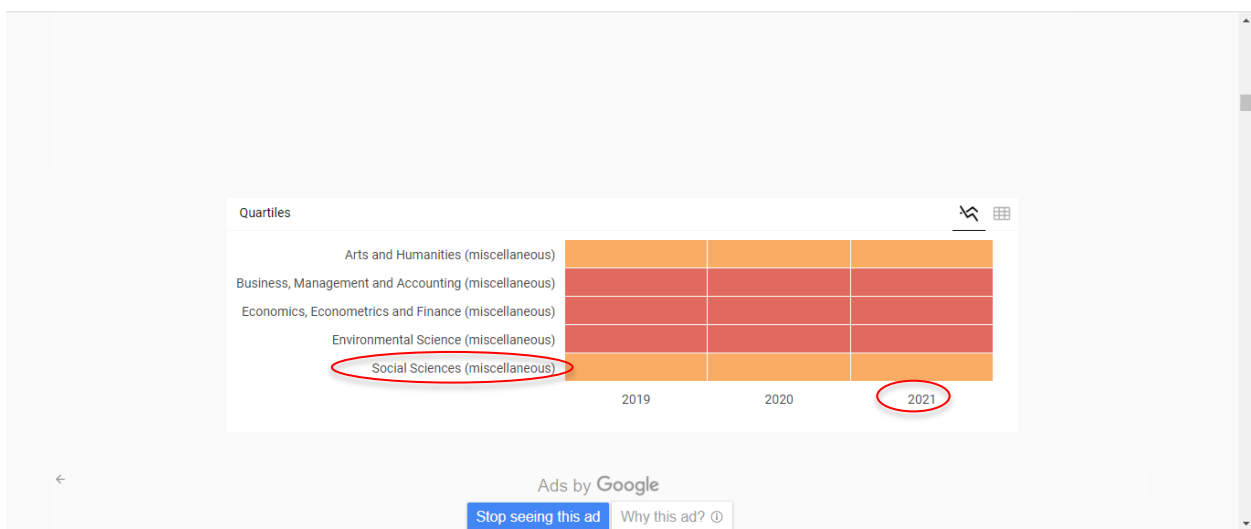 Quartiles
Arts and Humanities (miscellaneous)
Business, Management and Accounting (miscellaneous)
Economics, Econometrics and Finance (miscellaneous)
Environmental Science (miscellaneous)
Social Sciences (miscellaneous)
2019 2020 2021
Ads by Google
Stop seeing this ad Why this ad?